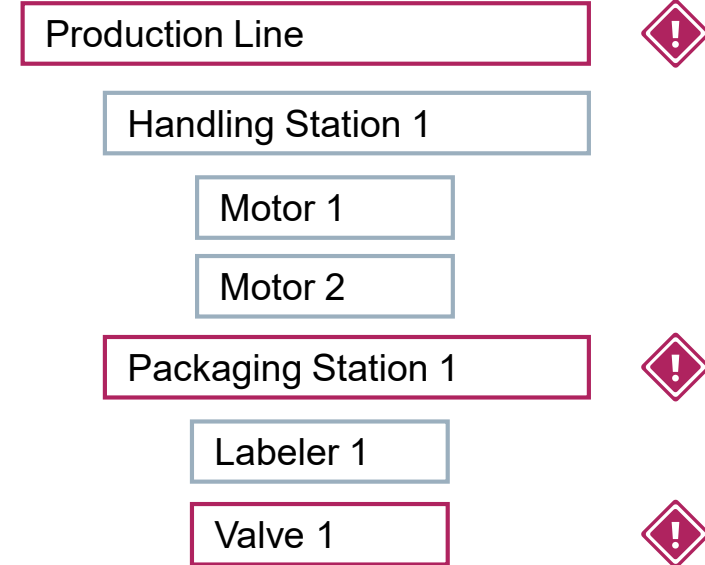 Production Line
Handling Station 1
Motor 1
Motor 2
Packaging Station 1
Labeler 1
Valve 1